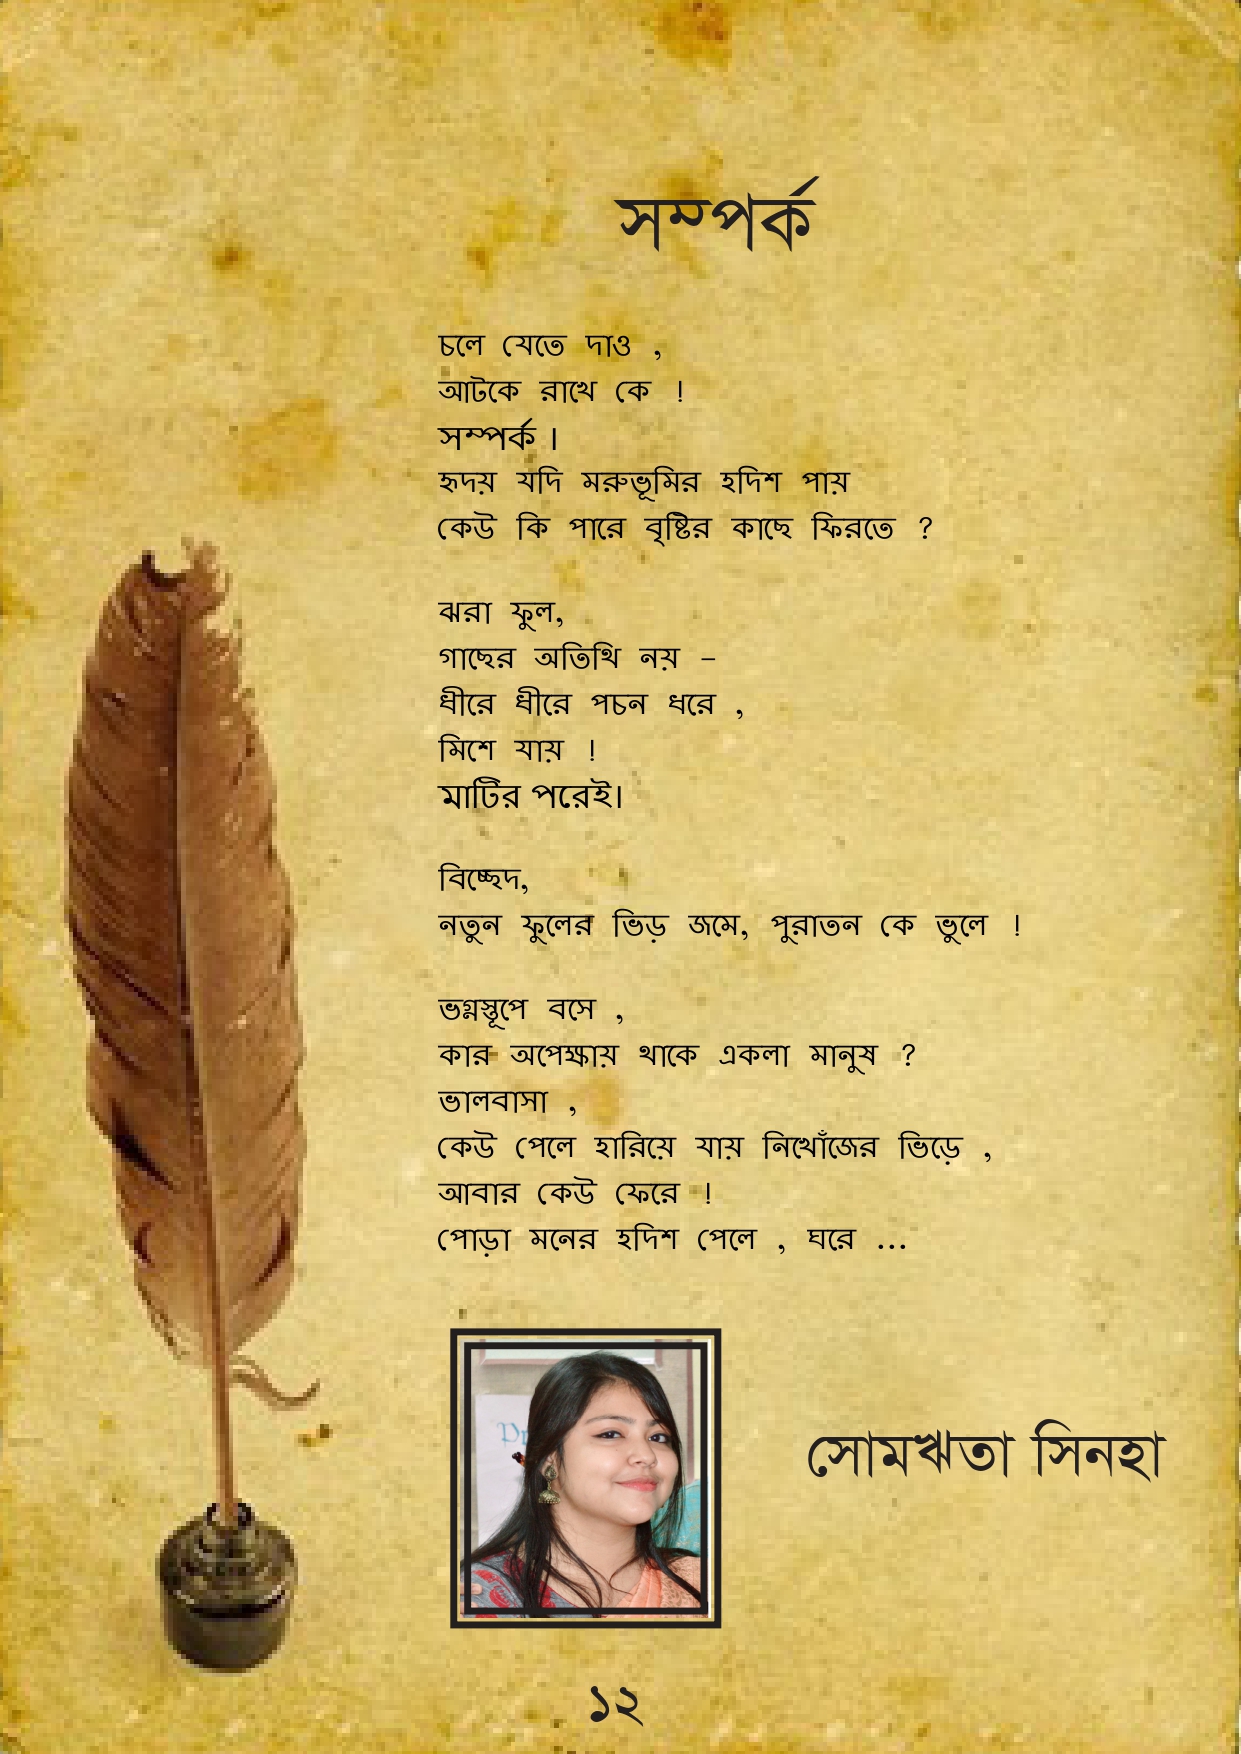 সম্পর্ক
চলে যেতে দাও ,
আটকে রাখে কে !
সম্পর্ক ।
হৃদয় যদি মরুভূমির হদিশ পায়
কেউ কি পারে বৃষ্টির কাছে ফিরতে ?
ঝরা ফুল,
গাছের অতিথি নয় –
ধীরে ধীরে পচন ধরে ,
মিশে যায় !
মাটির পরেই।
বিচ্ছেদ,
নতুন ফুলের ভিড় জমে, পুরাতন কে ভুলে !
ভগ্নস্তূপে বসে ,
কার অপেক্ষায় থাকে একলা মানুষ ?
ভালবাসা ,
কেউ পেলে হারিয়ে যায় নিখোঁজের ভিড়ে ,
আবার কেউ ফেরে !
পোড়া মনের হদিশ পেলে , ঘরে ...
সোমঋতা সিনহা
১২